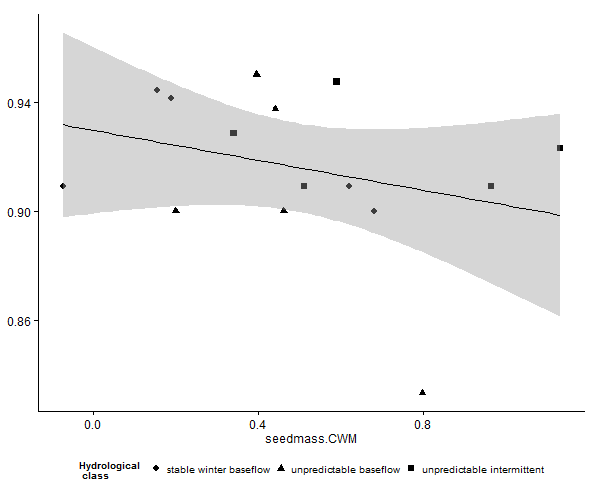 0.94
0.90
0.86
0.0 0.4 0.8
seedmass.CWM
Hydrological
class
stable winter baseflow unpredictable baseflow unpredictable intermittent